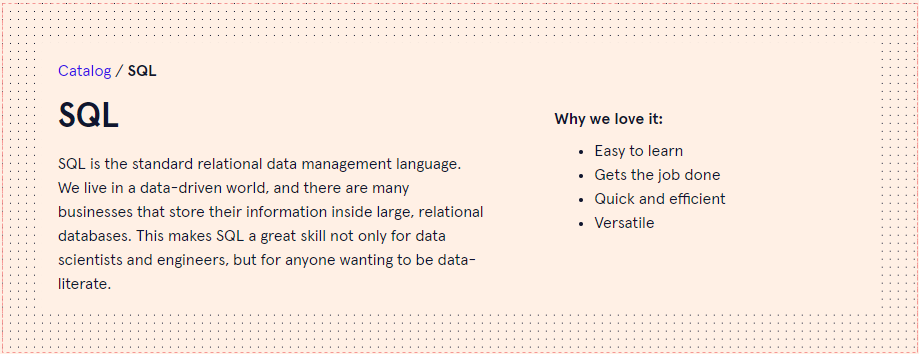 Catalog / SQL
SQL
SQL is the standard relational data management language.
We live in a data-driven world, and there are many
businesses that store their information inside large, relational
databases. This makes SQL a great skill not only for data
scientists and engineers, but for anyone wanting to be data-
literate.
Why we love it:
• Easy to learn
• Gets the job done
• Quick and efficient
• Versatile